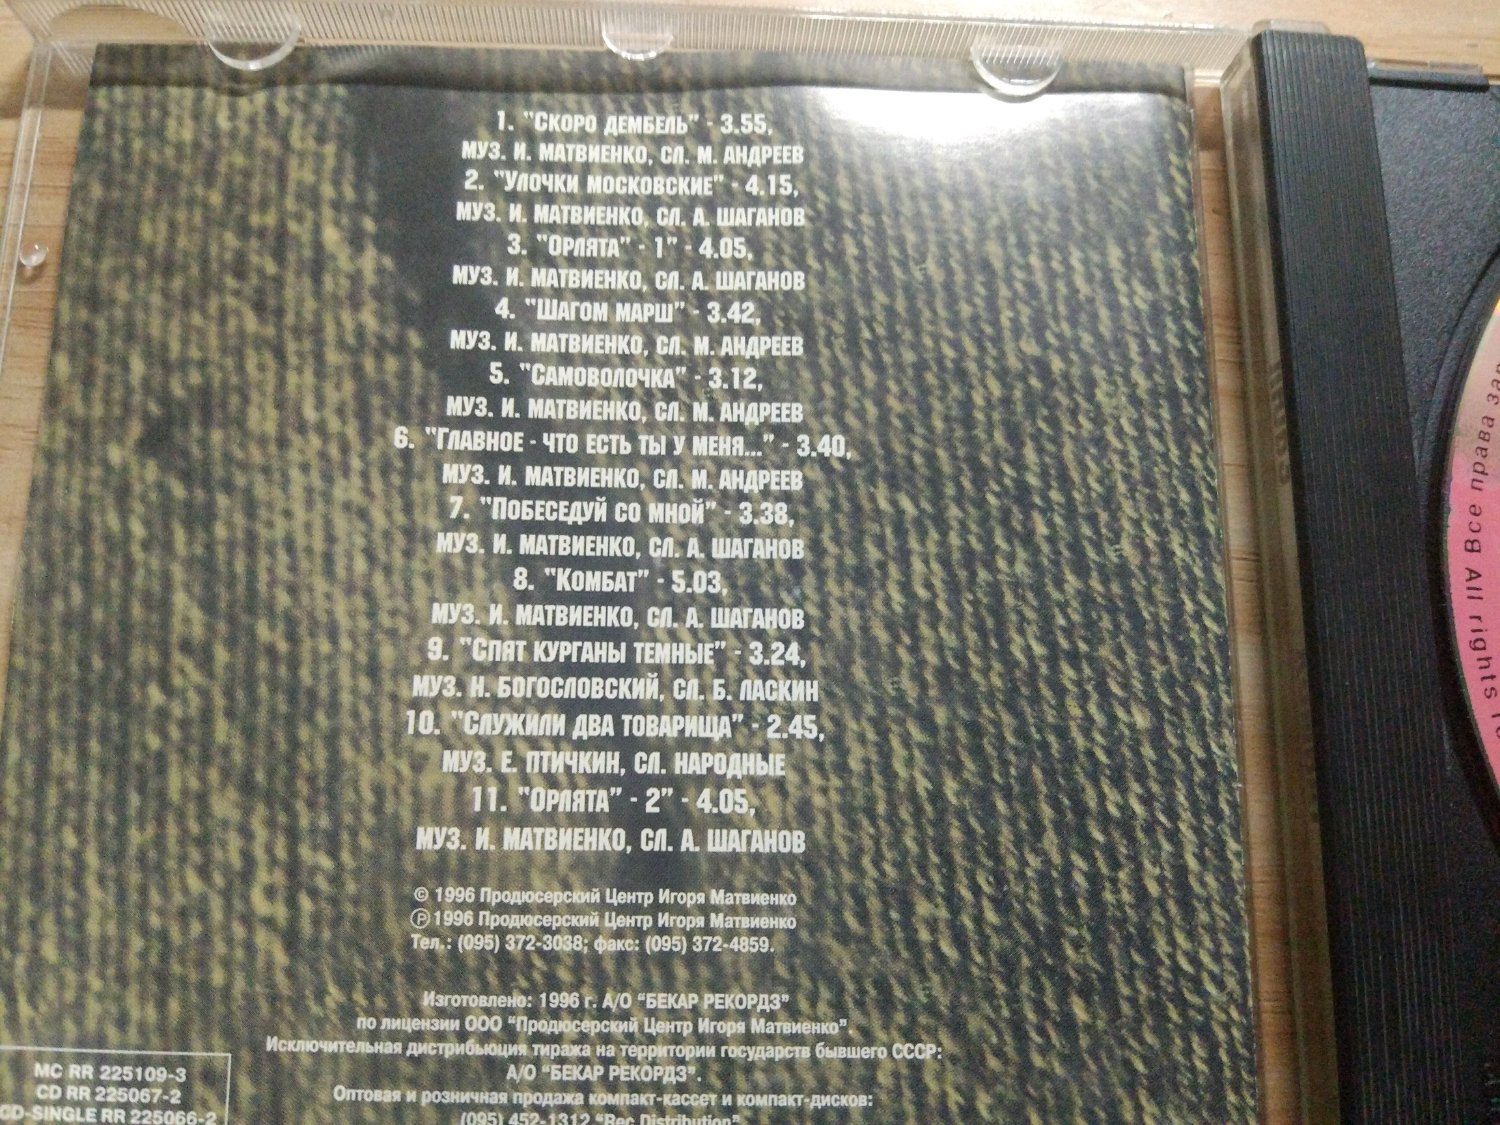 1. "СКОРО ДЕМБЕЛЬ" - 3.55,
МУЗ. И. МАТВИЕНКО, СЛ. М. АНДРЕЕВ
2. "УЛОЧКИ МОСКОВСКИЕ" - 4.15,
МУЗ. И. МАТВИЕНКО, СЛ. А. ШАГАНОВ
3. "ОРЛЯТА" - 1" - 4.05,
МУЗ. И. МАТВИЕНКО, СЛ. А. ШАГАНОВ
4. "ШАГОМ МАРШ" - 3.42,
МУЗ. И. МАТВИЕНКО, СЛ. М. АНДРЕЕВ
5. "САМОВОЛОЧКА" - 3.12,
МУЗ. И. МАТВИЕНКО, СЛ. М. АНДРЕЕВ
6. "ГЛАВНОЕ - ЧТО ЕСТЬ ТЫ У МЕНЯ..." - 3.40,
МУЗ. И. МАТВИЕНКО, СЛ. М. АНДРЕЕВ
7. "ПОБЕСЕДУЙ СО МНОЙ" - 3.38,
МУЗ. И. МАТВИЕНКО, СЛ. А. ШАГАНОВ
8. "КОМБАТ" - 5.03,
МУЗ. И. МАТВИЕНКО, СЛ. А. ШАГАНОВ
9. "СПЯТ КУРГАНЫ ТЕМНЫЕ" - 3.24,
МУЗ. Н. БОГОСЛОВСКИЙ, СЛ. Б. ЛАСКИН
10. "СЛУЖИЛИ ДВА ТОВАРИЩА" - 2.45,
МУЗ. Е. ПТИЧКИН, СЛ. НАРОДНЫЕ
11. "ОРЛЯТА" - 2" - 4.05,
МУЗ. И. МАТВИЕНКО, СЛ. А. ШАГАНОВ
© 1996 Продюсерский Центр Игоря Матвиенко
℗ 1996 Продюсерский Центр Игоря Матвиенко
Тел.: (095) 372-3038; факс: (095) 372-4859.
Изготовлено: 1996 г. А/О "БЕКАР РЕКОРДЗ"
по лицензии ООО "Продюсерский Центр Игоря Матвиенко".
Исключительная дистрибьюция тиража на территории государств бывшего СССР:
А/О "БЕКАР РЕКОРДЗ".
Оптовая и розничная продажа компакт-кассет и компакт-дисков:
(095) 452-1312 "Rec Distribution"
MC RR 225109-3
CD RR 225067-2
CD-SINGLE RR 225066-2
All rights
Все права